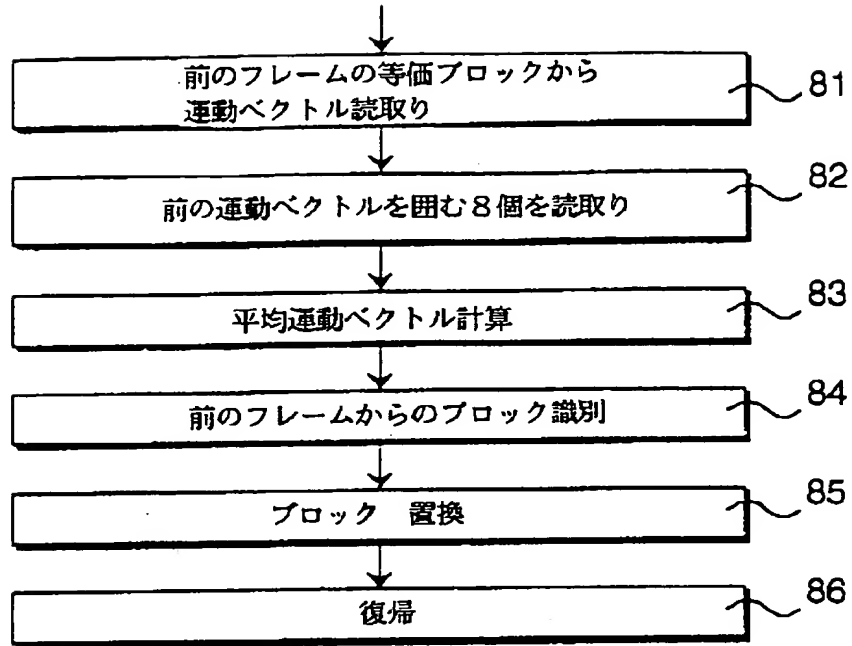 前のフレームの等価ブロックから
運動ベクトル読取り
81
前の運動ベクトルを囲む8個を読取り
82
平均運動ベクトル計算
83
前のフレームからのブロック識別
84
ブロック 置換
85
復帰
86